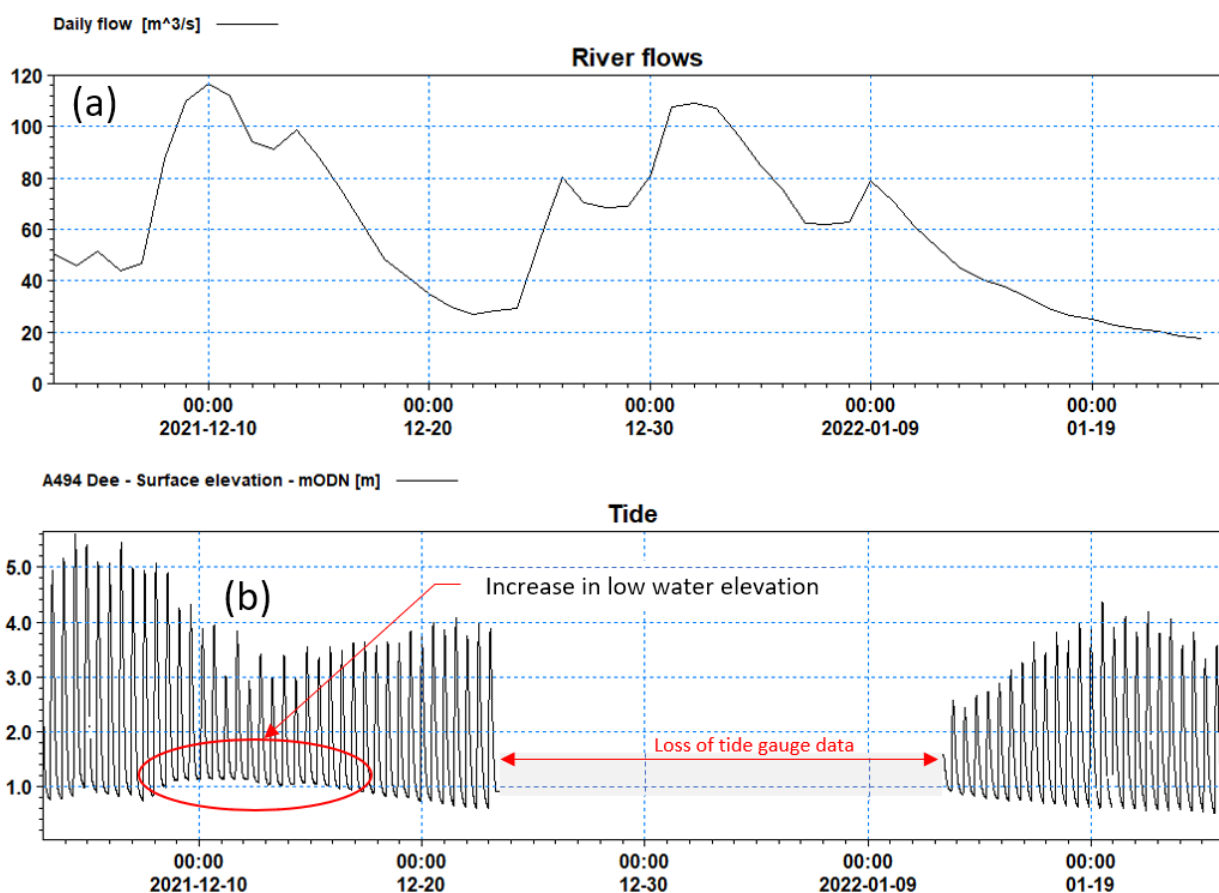 Daily flow [m^3/s]
River flows
(a)
120
100
80
60
40
20
0
00:00 00:00 00:00 00:00 00:00
2021-12-10 12-20 12-30 2022-01-09 01-19
A494 Dee - Surface elevation - mODN [m]
Tide
(b)
Increase in low water elevation
5.0
4.0
3.0
2.0
Loss of tide gauge data
1.0
00:00 00:00 00:00 00:00 00:00
2021-12-10 12-20 12-30 2022-01-09 01-19